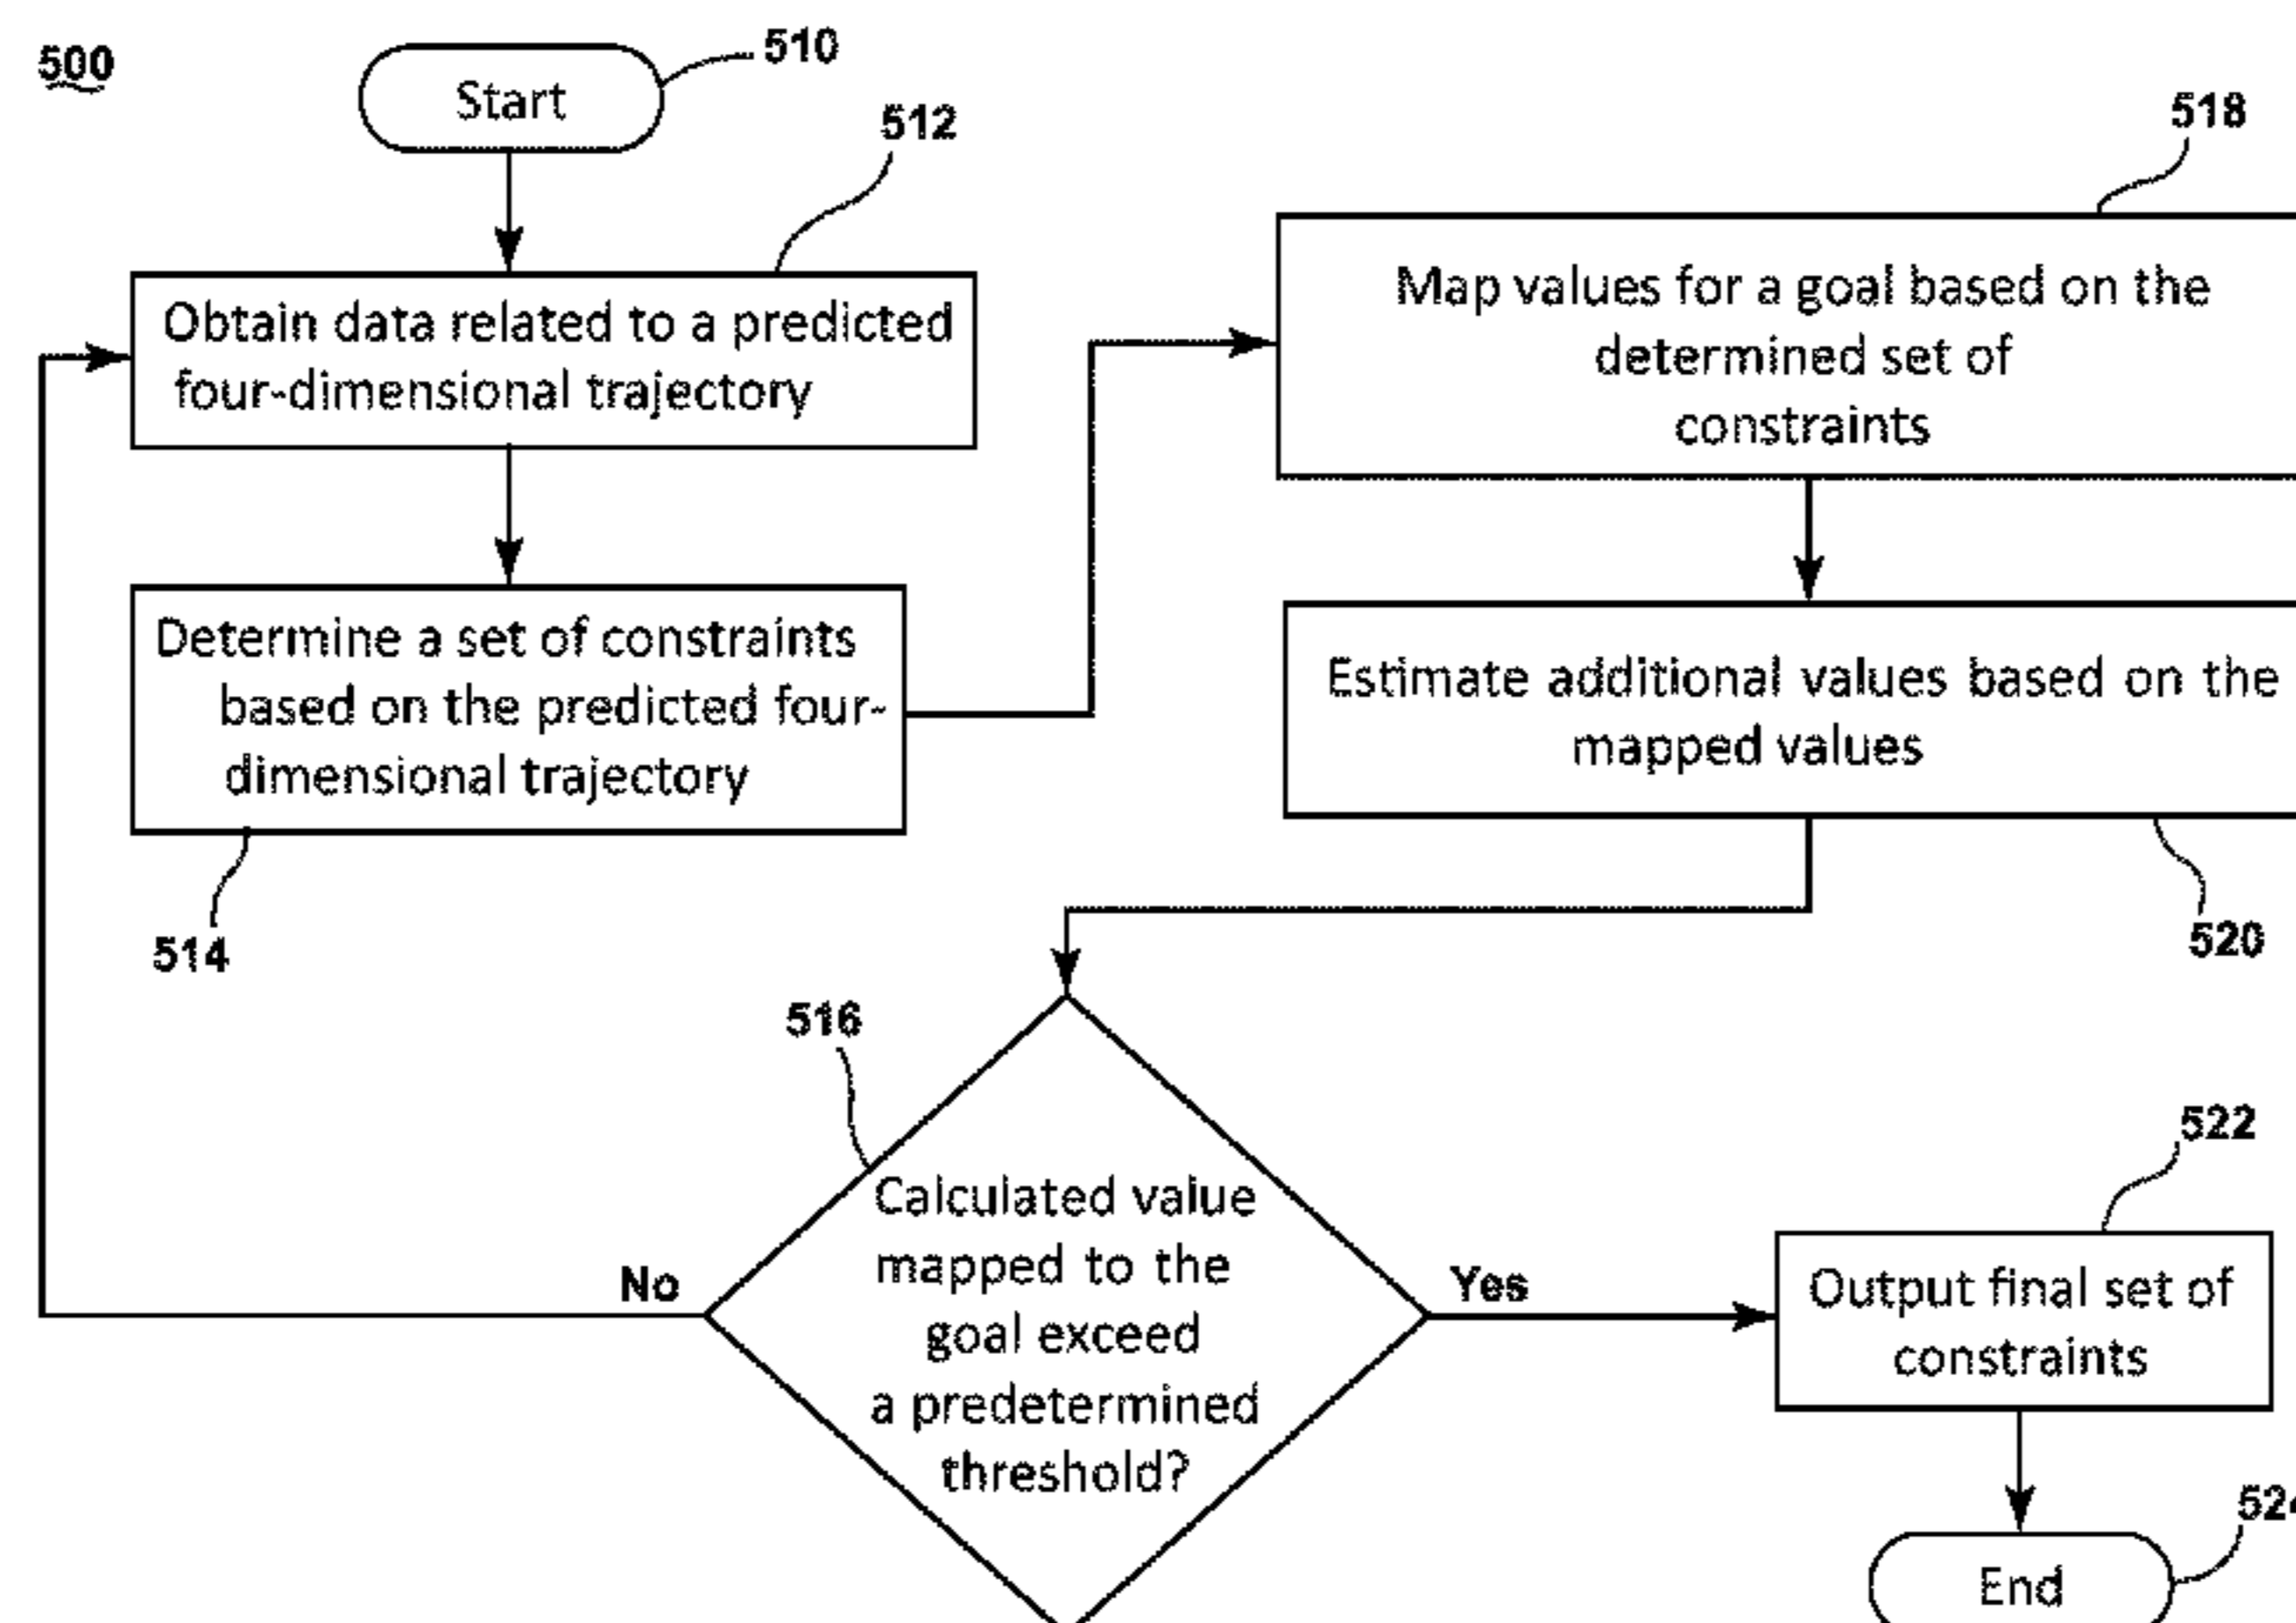 500
Start
510
512
Obtain data related to a predicted
four-dimensional trajectory
Determine a set of constraints
based on the predicted four-
dimensional trajectory
514
518
Map values for a goal based on the
determined set of
constraints
Estimate additional values based on the
mapped values
520
516
Calculated value
mapped to the
goal exceed
a predetermined
threshold?
No
Yes
522
Output final set of
constraints
524
End